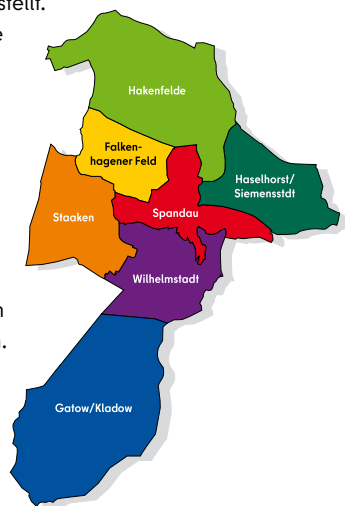 stellt.
e
Hakenfelde
Falken-
hagener Feld
Haselhorst/
Siemensstdt
Staaken
Spandau
Wilhelmstadt
n
.
Gatow/Kladow